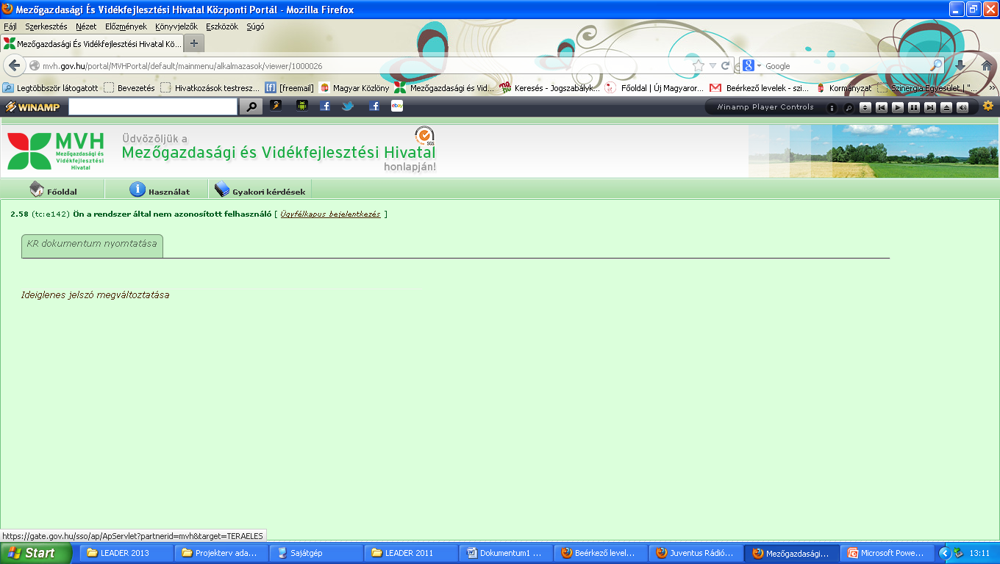 Mezőgazdasági És Vidékfejlesztési Hivatal Központi Portál - Mozilla Firefox
Fájl Szerkesztés Nézet Előzmények Könyvjelzők Eszközök Súgó
Mezőgazdasági És Vidékfejlesztési Hivatal Kö... +
mvh.gov.hu/portal/MVHPortal/default/mainmenu/alkalmazasok/viewer/1000026 Google
Legtöbbször látogatott Bevezetés Hivatkozások testresz... [freemail] Magyar Közlöny Mezőgazdasági és Vid... Keresés - Jogszabályk... Főoldal | Új Magyaror... Beérkező levelek - szi... Kormányzat Szinergia Egyesület | "... »
WINAMP ebay Winamp Player Controls
MVH
Mezőgazdasági és
Vidékfejlesztési
Hivatal
Üdvözöljük a
Mezőgazdasági és Vidékfejlesztési Hivatal
honlapján!
SGS
Főoldal Használat Gyakori kérdések
2.58 (tc:e142) Ön a rendszer által nem azonosított felhasználó [ Ügyfélkapus bejelentkezés ]
KR dokumentum nyomtatása
Ideiglenes jelszó megváltoztatása
https://gate.gov.hu/sso/ap/ApServlet?partnerid=mvh&target=TERAELES
Start LEADER 2013 Projekterv ada... Sajátgép LEADER 2011 Dokumentum1 ... Beérkező level... Juventus Rádió... Mezőgazdasági... Microsoft Powe... 13:11